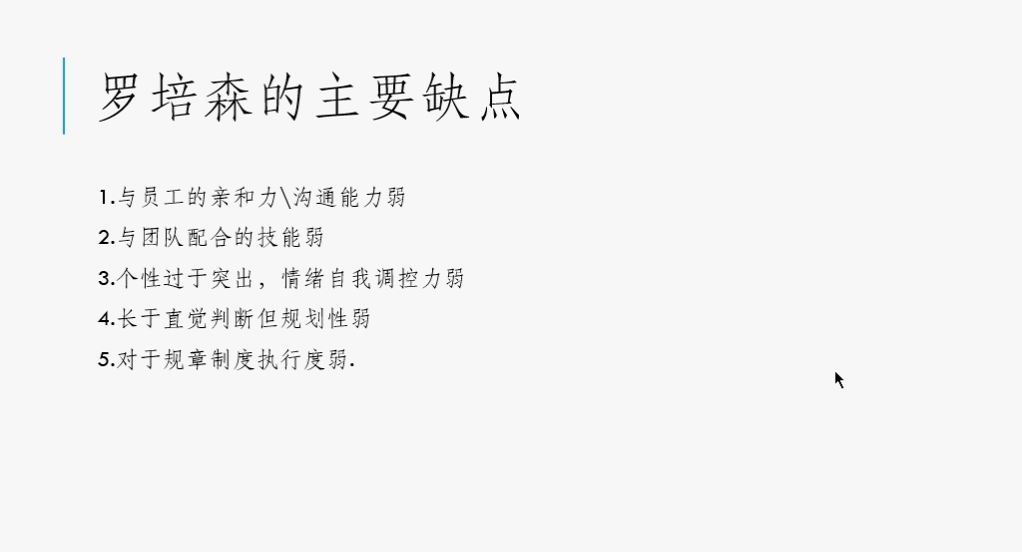 罗培森的主要缺点
1.与员工的亲和力\沟通能力弱
2.与团队配合的技能弱
3.个性过于突出，情绪自我调控力弱
4.长于直觉判断但规划性弱
5.对于规章制度执行度弱.